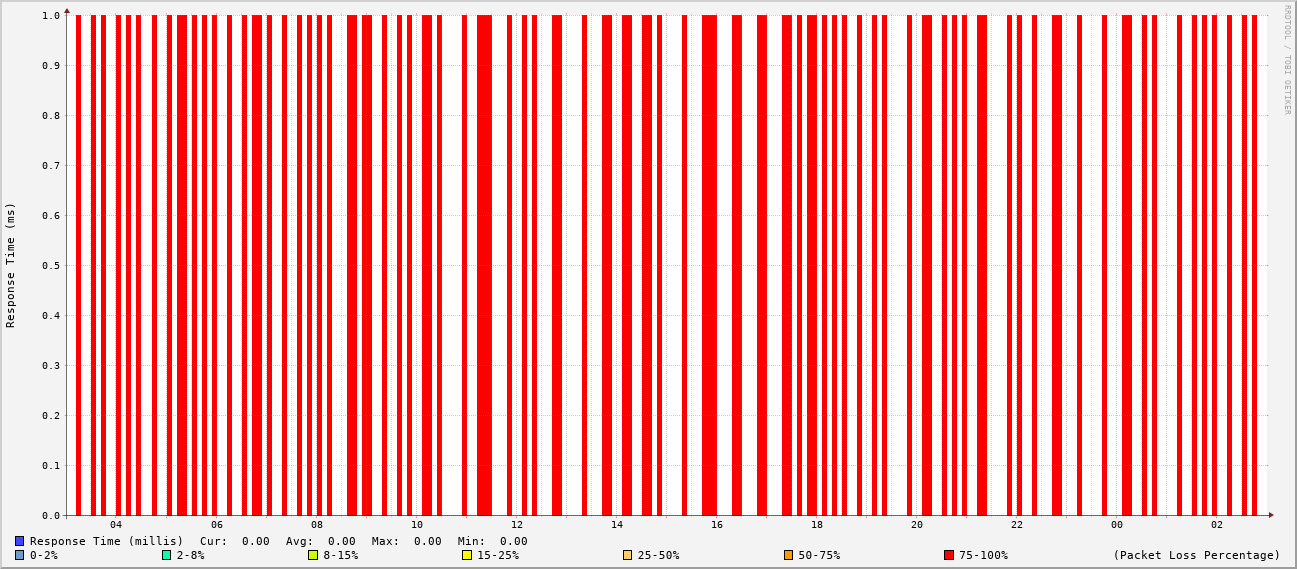 RRDTOOL / TOBI OETIKER
Response Time (ms)
1.0
0.9
0.8
0.7
0.6
0.5
0.4
0.3
0.2
0.1
0.0
04 06 08 10 12 14 16 18 20 22 00 02
Response Time (millis) Cur: 0.00 Avg: 0.00 Max: 0.00 Min: 0.00
0-2% 2-8% 8-15% 15-25% 25-50% 50-75% 75-100% (Packet Loss Percentage)